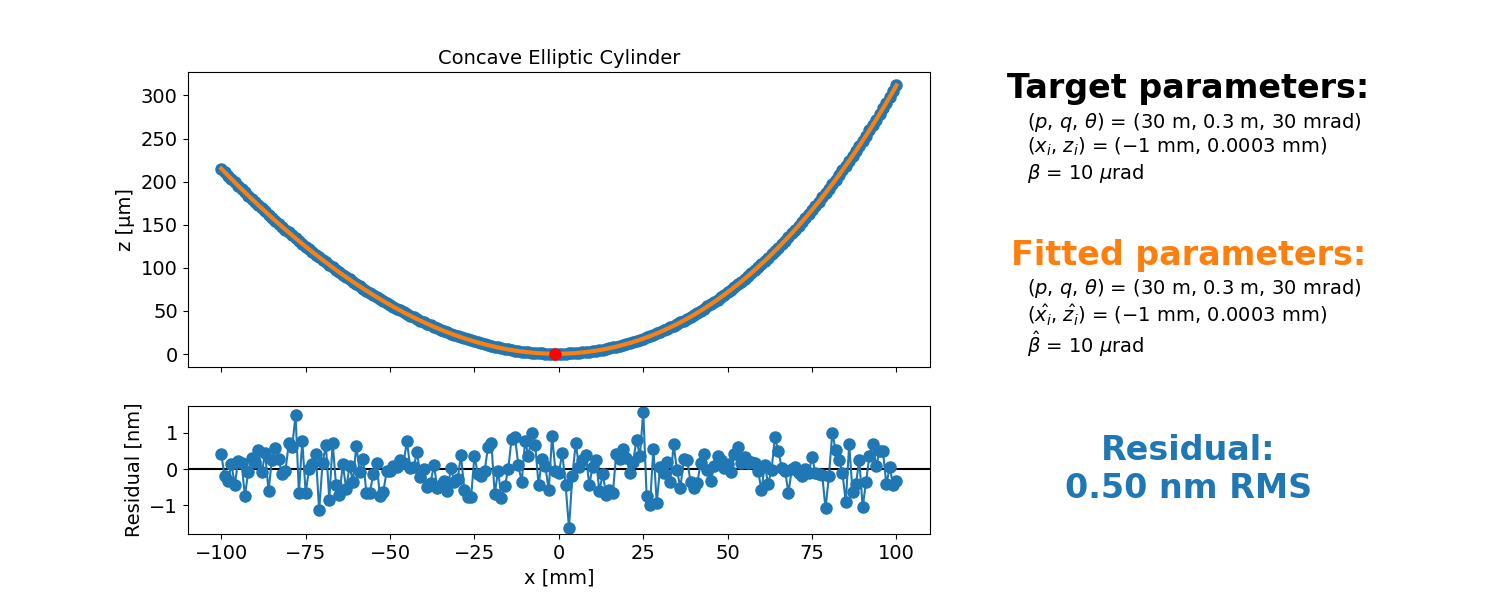 Concave Elliptic Cylinder
300
250
200
150
100
50
0
z [μm]
1
0
−1
Residual [nm]
−100 −75 −50 −25 0 25 50 75 100
x [mm]
Target parameters:
(p, q, θ) = (30 m, 0.3 m, 30 mrad)
(xᵢ, zᵢ) = (−1 mm, 0.0003 mm)
β = 10 μrad
Fitted parameters:
(p, q, θ) = (30 m, 0.3 m, 30 mrad)
(x̂ᵢ, ẑᵢ) = (−1 mm, 0.0003 mm)
β̂ = 10 μrad
Residual:
0.50 nm RMS